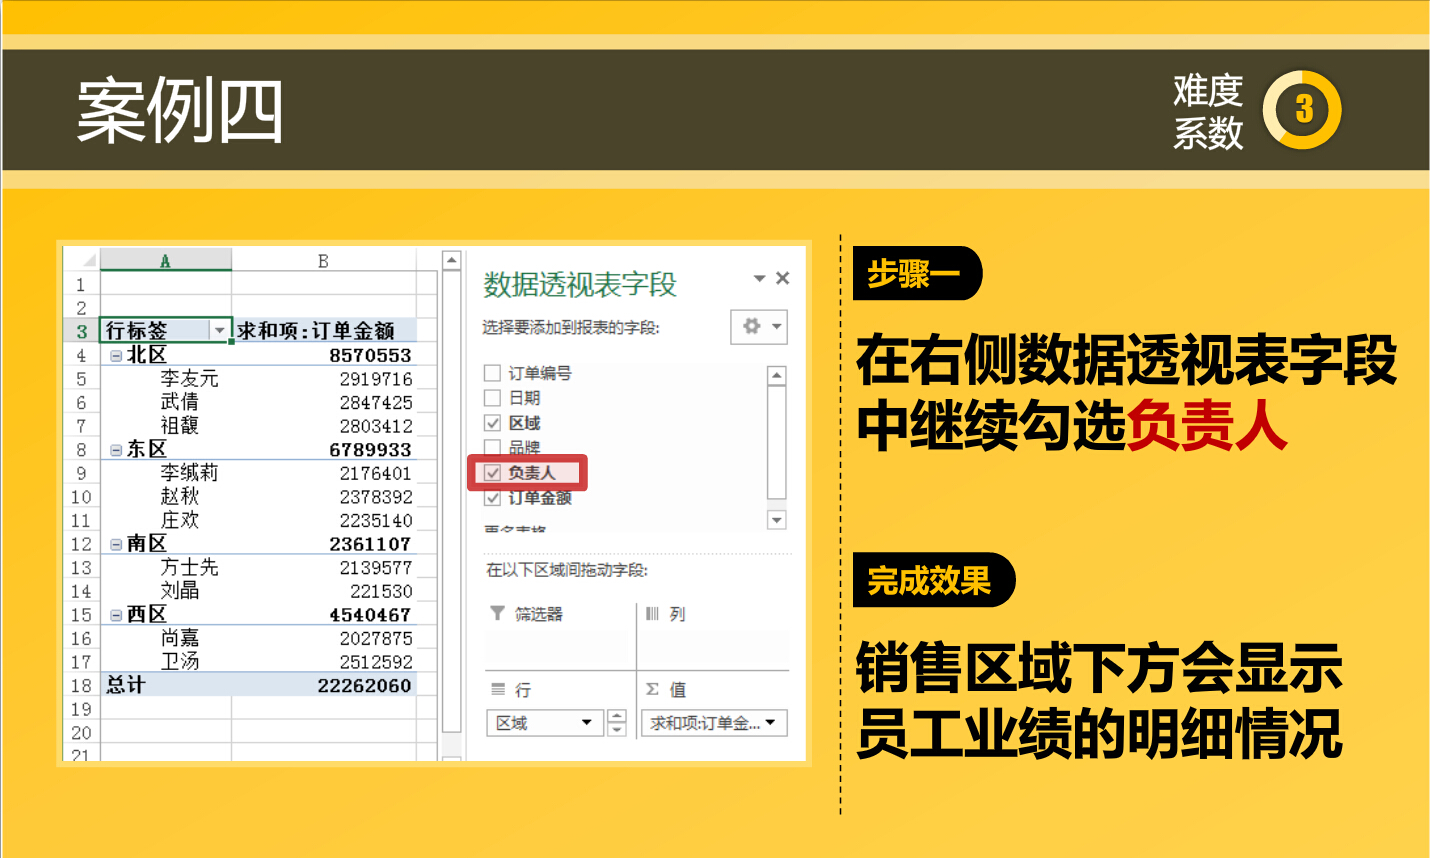 案例四
难度
系数
3
A B
1
2
3 行标签 求和项:订单金额
4 北区 8570553
5 李友元 2919716
6 武倩 2847425
7 祖馥 2803412
8 东区 6789933
9 李缄莉 2176401
10 赵秋 2378392
11 庄欢 2235140
12 南区 2361107
13 方士先 2139577
14 刘晶 221530
15 西区 4540467
16 尚嘉 2027875
17 卫汤 2512592
18 总计 22262060
19
20
21
数据透视表字段
选择要添加到报表的字段:
订单编号
日期
区域
品牌
负责人
订单金额
更多表格
在以下区域间拖动字段:
筛选器
列
行
Σ 值
区域
求和项:订单金...
步骤一
在右侧数据透视表字段
中继续勾选负责人
完成效果
销售区域下方会显示
员工业绩的明细情况